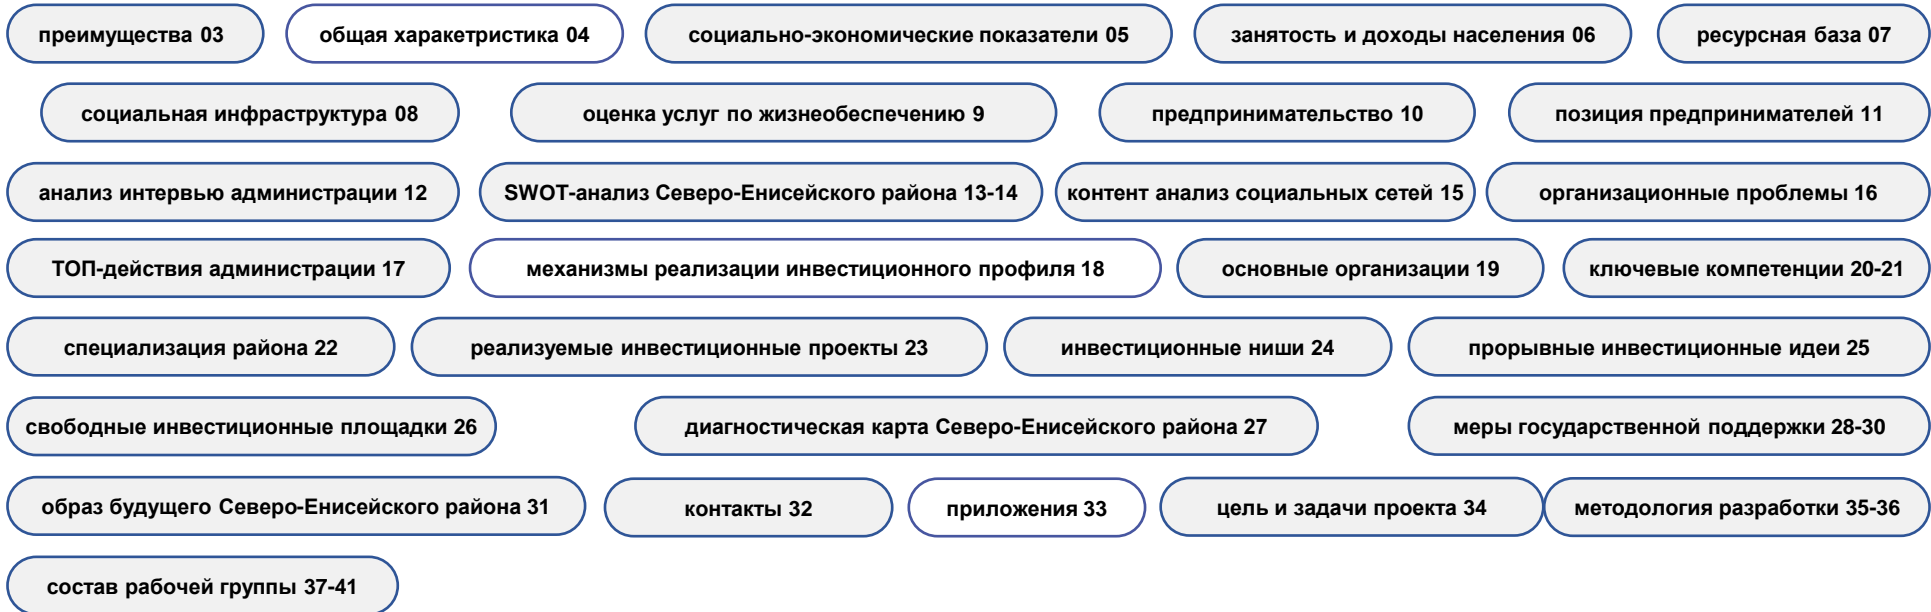 преимущества 03
общая харакетристика 04
социально-экономические показатели 05
занятость и доходы населения 06
ресурсная база 07
социальная инфраструктура 08
оценка услуг по жизнеобеспечению 9
предпринимательство 10
позиция предпринимателей 11
анализ интервью администрации 12
SWOT-анализ Северо-Енисейского района 13-14
контент анализ социальных сетей 15
организационные проблемы 16
ТОП-действия администрации 17
механизмы реализации инвестиционного профиля 18
основные организации 19
ключевые компетенции 20-21
специализация района 22
реализуемые инвестиционные проекты 23
инвестиционные ниши 24
прорывные инвестиционные идеи 25
свободные инвестиционные площадки 26
диагностическая карта Северо-Енисейского района 27
меры государственной поддержки 28-30
образ будущего Северо-Енисейского района 31
контакты 32
приложения 33
цель и задачи проекта 34
методология разработки 35-36
состав рабочей группы 37-41